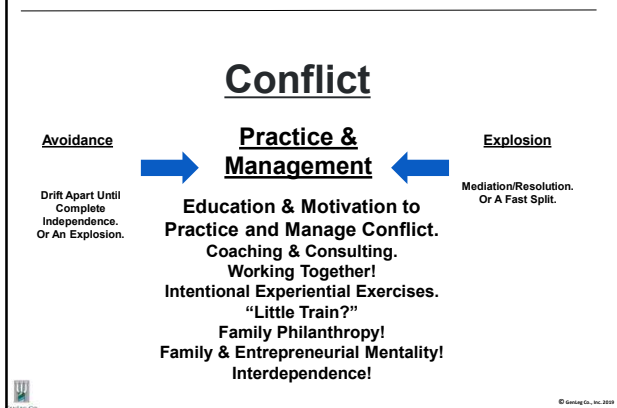 Conflict
Avoidance
Drift Apart Until
Complete
Independence.
Or An Explosion.
Practice &
Management
Education & Motivation to
Practice and Manage Conflict.
Coaching & Consulting.
Working Together!
Intentional Experiential Exercises.
“Little Train?”
Family Philanthropy!
Family & Entrepreneurial Mentality!
Interdependence!
Explosion
Mediation/Resolution.
Or A Fast Split.
© GenLeg Co., Inc. 2019